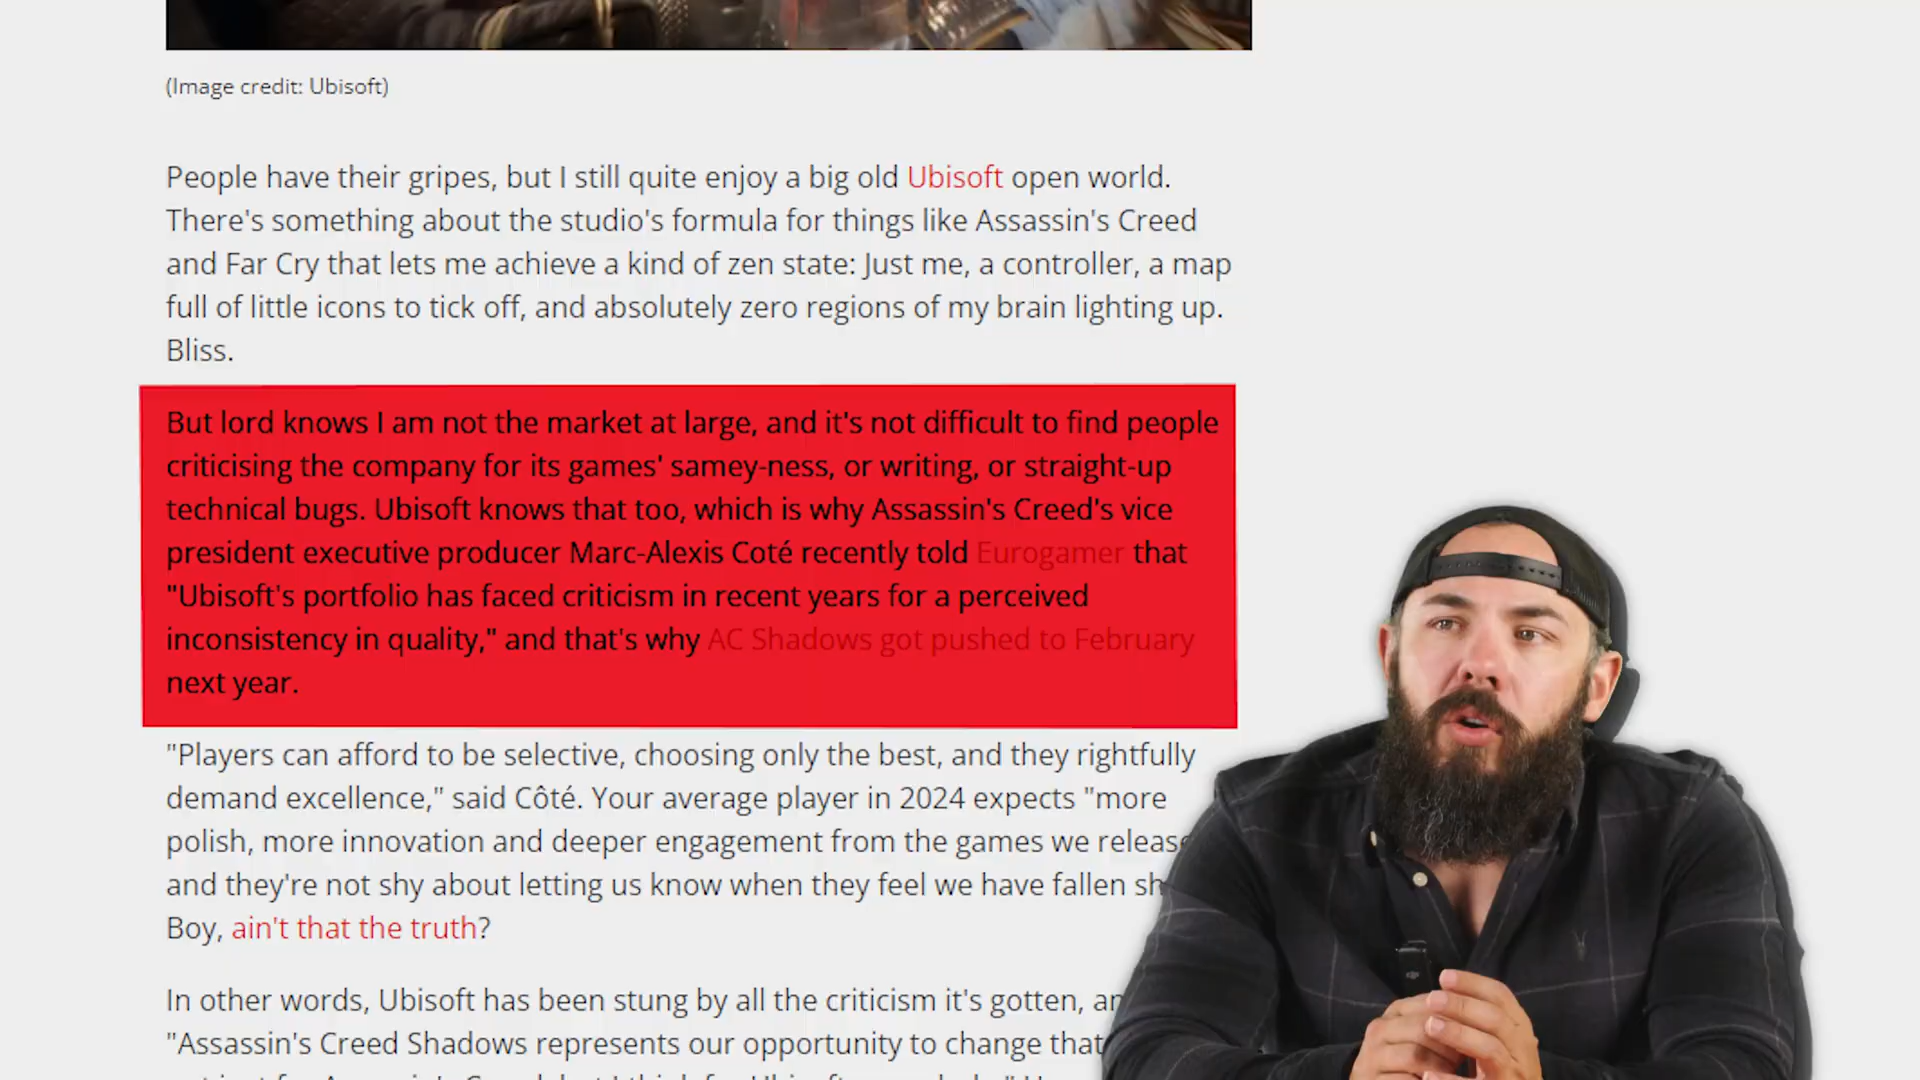 (Image credit: Ubisoft)
People have their gripes, but I still quite enjoy a big old Ubisoft open world.
There's something about the studio's formula for things like Assassin's Creed
and Far Cry that lets me achieve a kind of zen state: Just me, a controller, a map
full of little icons to tick off, and absolutely zero regions of my brain lighting up.
Bliss.
But lord knows I am not the market at large, and it's not difficult to find people
criticising the company for its games' samey-ness, or writing, or straight-up
technical bugs. Ubisoft knows that too, which is why Assassin's Creed's vice
president executive producer Marc-Alexis Coté recently told Eurogamer that
"Ubisoft's portfolio has faced criticism in recent years for a perceived
inconsistency in quality," and that's why AC Shadows got pushed to February
next year.
"Players can afford to be selective, choosing only the best, and they rightfully
demand excellence," said Côté. Your average player in 2024 expects "more
polish, more innovation and deeper engagement from the games we release
and they're not shy about letting us know when they feel we have fallen sh
Boy, ain't that the truth?
In other words, Ubisoft has been stung by all the criticism it's gotten, an
"Assassin's Creed Shadows represents our opportunity to change that